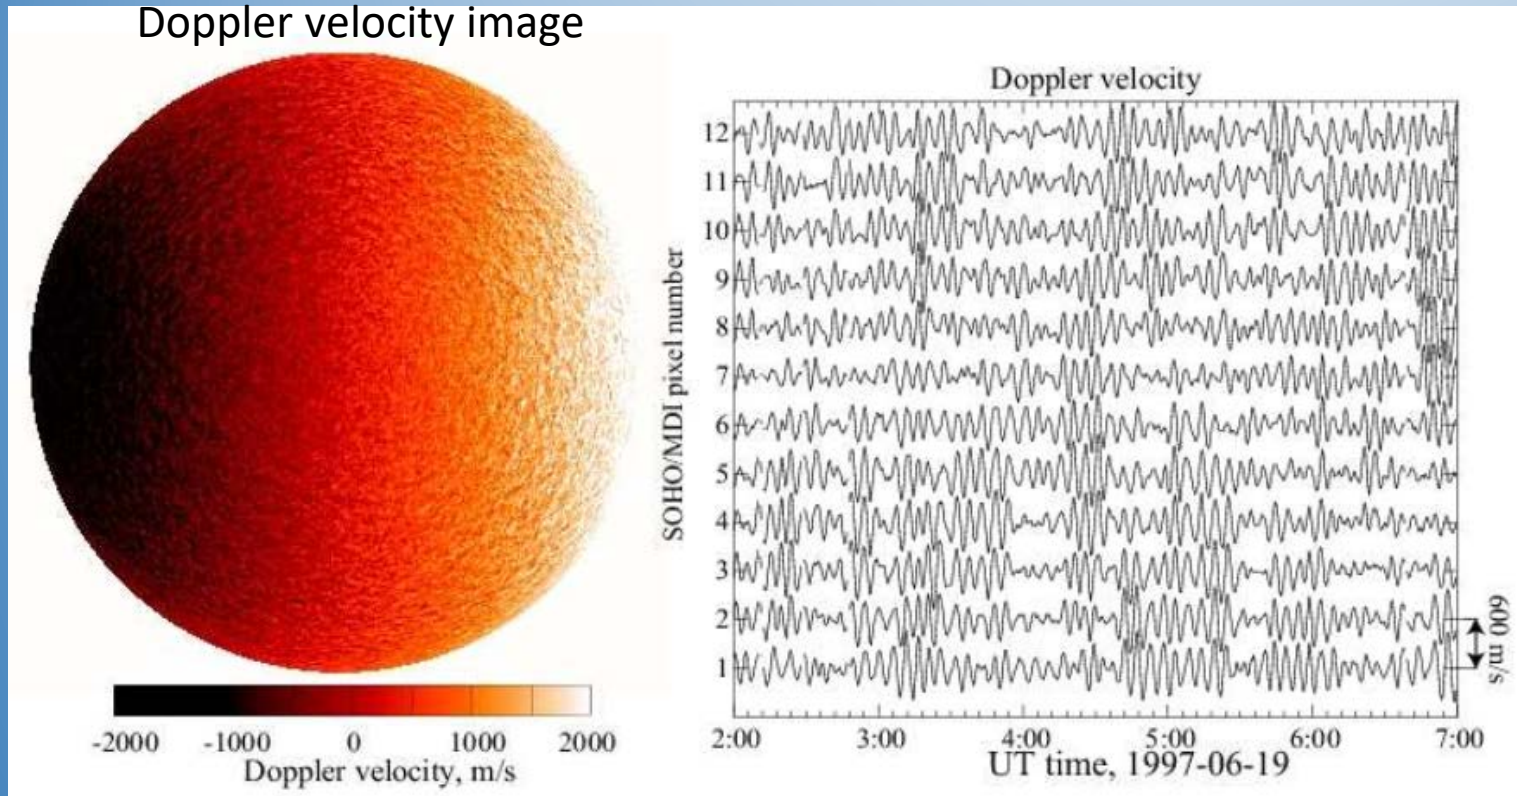 Doppler velocity image
-2000 -1000 0 1000 2000
Doppler velocity, m/s
Doppler velocity
SOHO/MDI pixel number
12
11
10
9
8
7
6
5
4
3
2
1
600 m/s
2:00 3:00 4:00 5:00 6:00 7:00
UT time, 1997-06-19